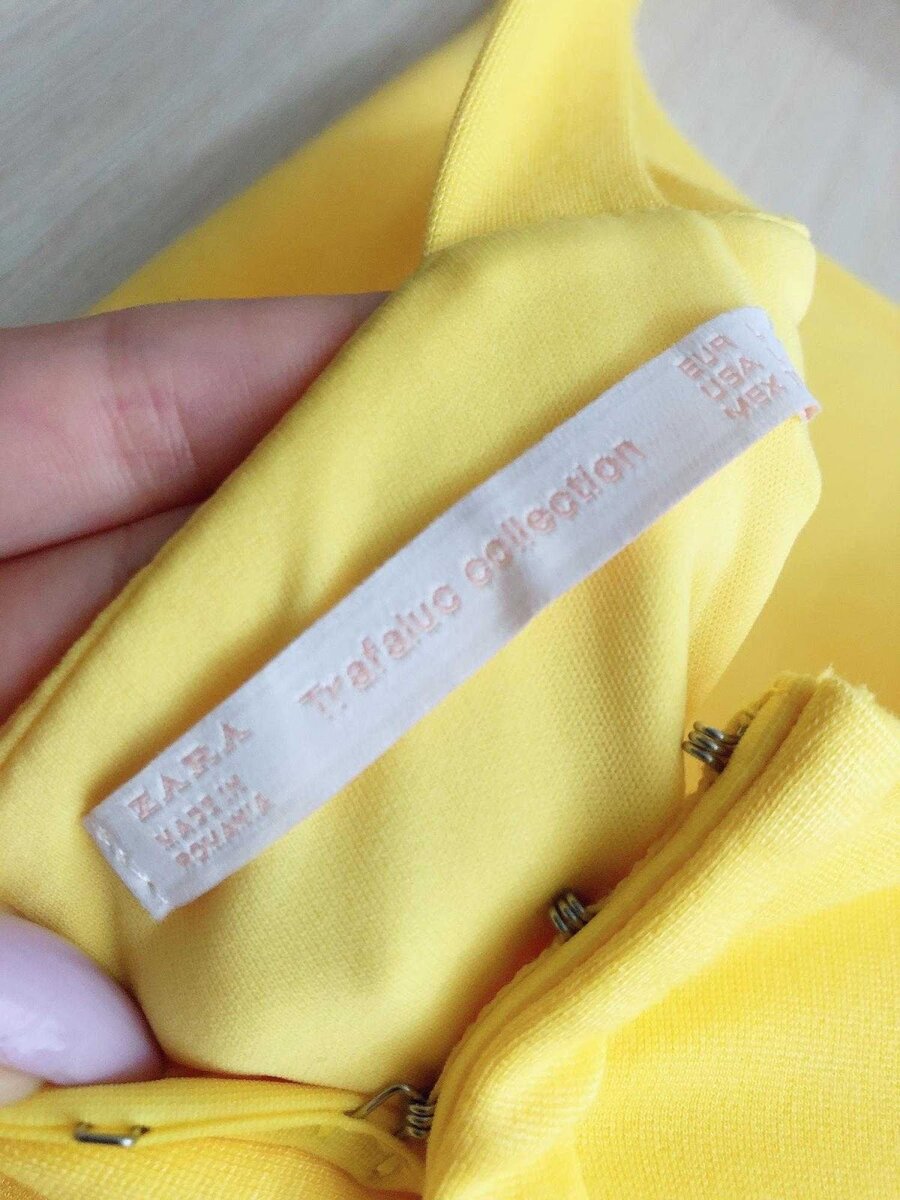 ZARA
MADE IN
ROMANIA
Trafaluc collection
EUR
USA
MEX